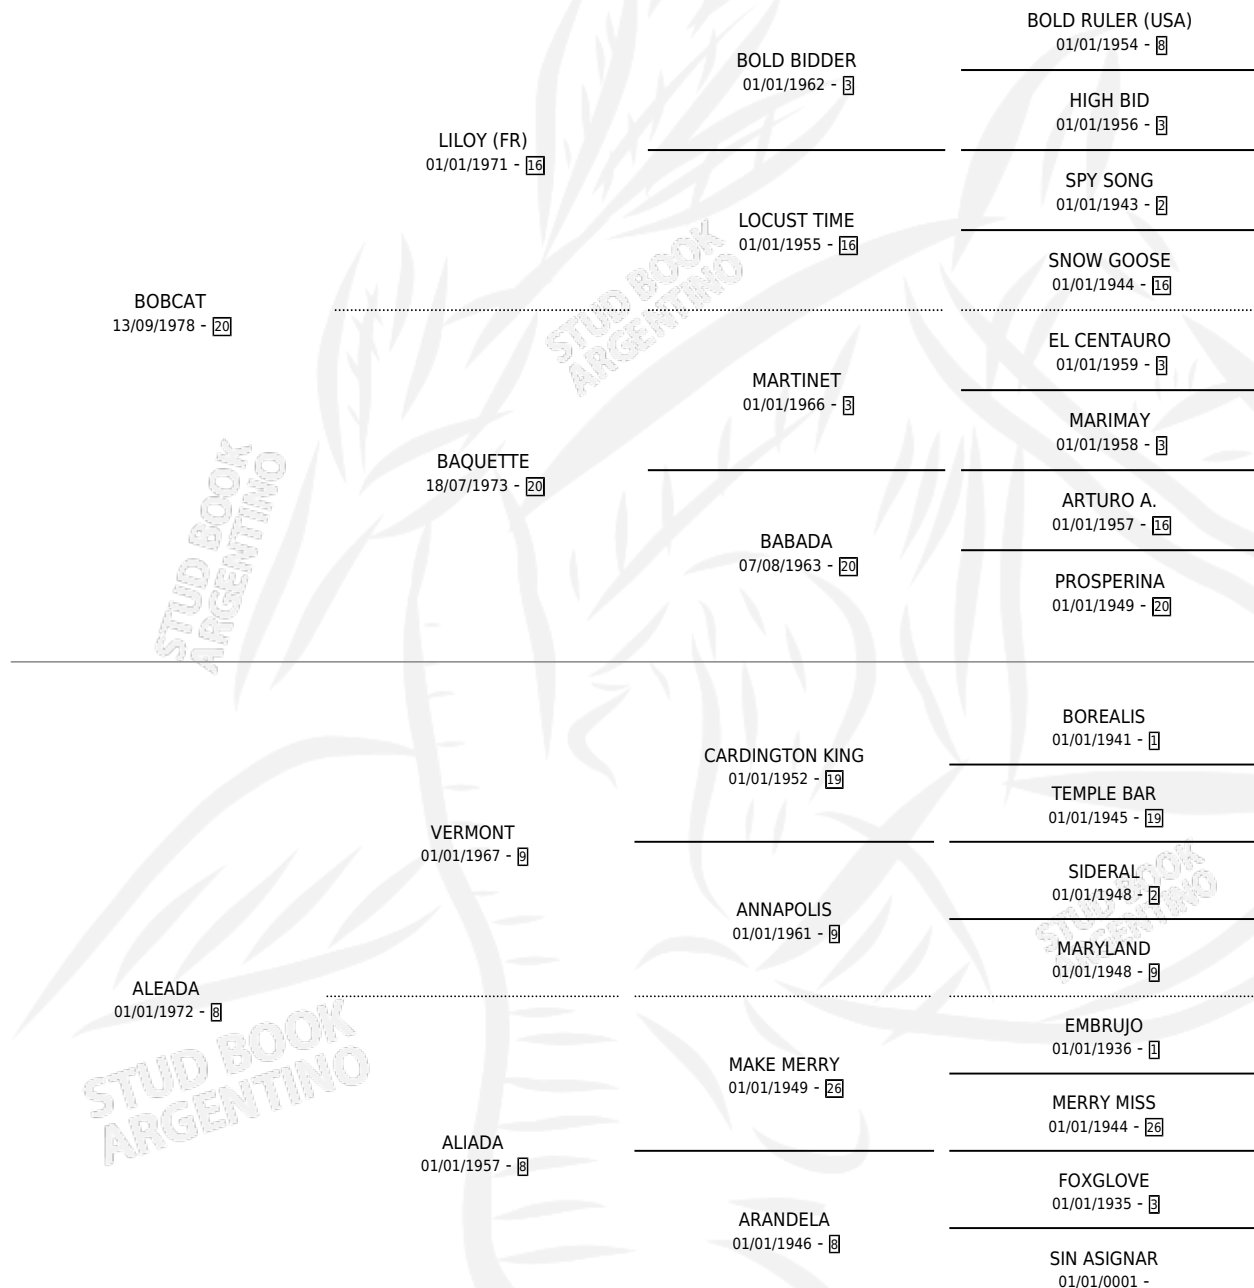 BOLD RULER (USA)
01/01/1954 - 8
BOLD BIDDER
01/01/1962 - 3
HIGH BID
01/01/1956 - 3
LILOY (FR)
01/01/1971 - 16
SPY SONG
01/01/1943 - 2
LOCUST TIME
01/01/1955 - 16
SNOW GOOSE
01/01/1944 - 16
BOBCAT
13/09/1978 - 20
STUD BOOK
ARGENTINO
EL CENTAURO
01/01/1959 - 3
MARTINET
01/01/1966 - 3
MARIMAY
01/01/1958 - 3
BAQUETTE
18/07/1973 - 20
ARTURO A.
01/01/1957 - 16
BABADA
07/08/1963 - 20
PROSPERINA
01/01/1949 - 20
STUD BOOK
ARGENTINO
BOREALIS
01/01/1941 - 1
CARDINGTON KING
01/01/1952 - 19
TEMPLE BAR
01/01/1945 - 19
VERMONT
01/01/1967 - 9
SIDERAL
01/01/1948 - 2
STUD BOOK
ARGENTINO
ANNAPOLIS
01/01/1961 - 9
MARYLAND
01/01/1948 - 9
ALEADA
01/01/1972 - 8
STUD BOOK
ARGENTINO
EMBRUJO
01/01/1936 - 1
MAKE MERRY
01/01/1949 - 26
MERRY MISS
01/01/1944 - 26
ALIADA
01/01/1957 - 8
FOXGLOVE
01/01/1935 - 3
ARANDELA
01/01/1946 - 8
SIN ASIGNAR
01/01/0001 -